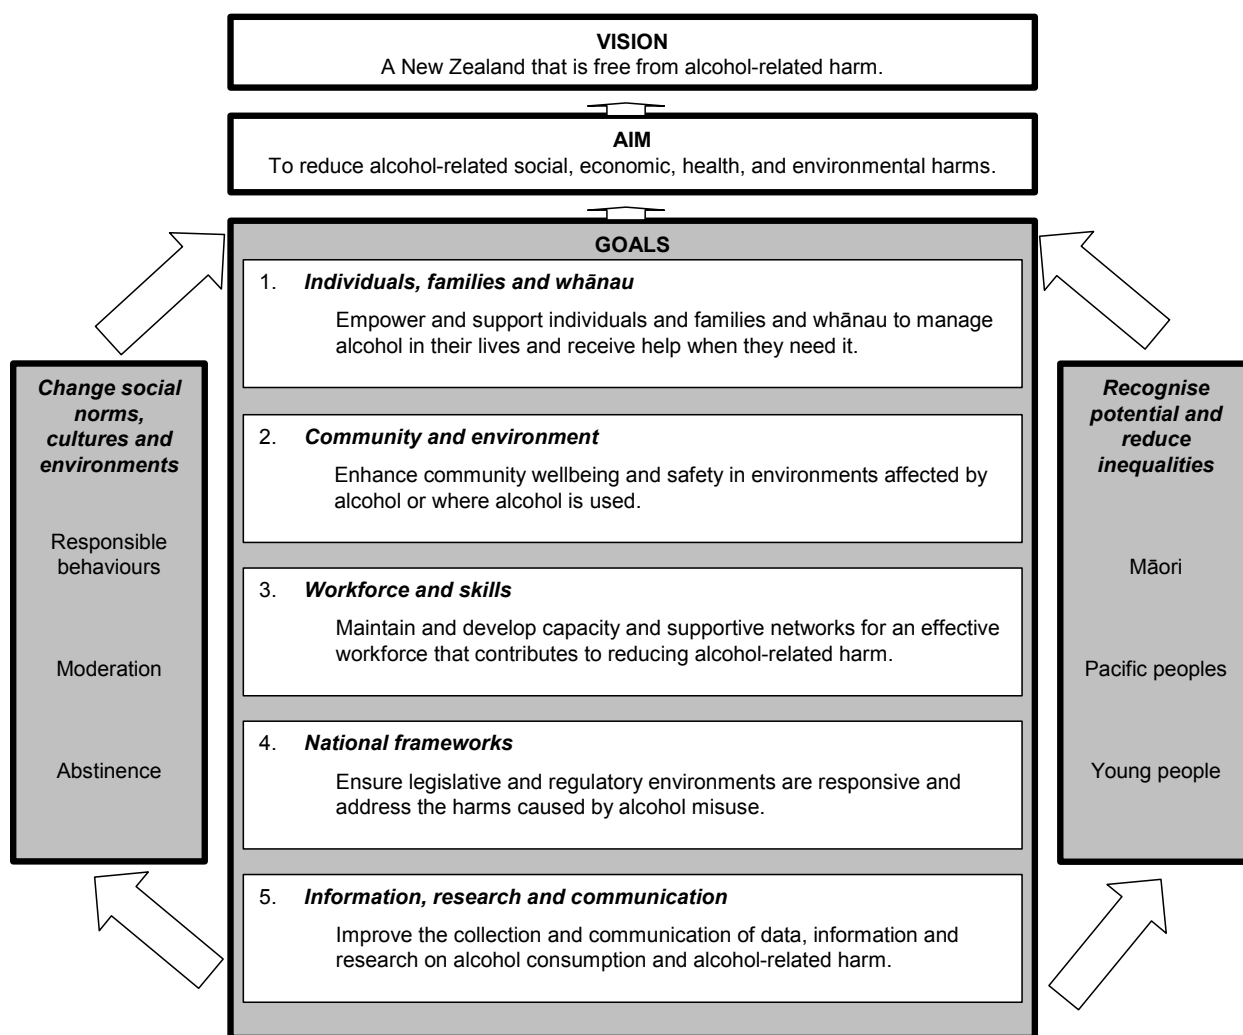 VISION
A New Zealand that is free from alcohol-related harm.
AIM
To reduce alcohol-related social, economic, health, and environmental harms.
GOALS
1. Individuals, families and whānau
Empower and support individuals and families and whānau to manage
alcohol in their lives and receive help when they need it.
2. Community and environment
Enhance community wellbeing and safety in environments affected by
alcohol or where alcohol is used.
3. Workforce and skills
Maintain and develop capacity and supportive networks for an effective
workforce that contributes to reducing alcohol-related harm.
4. National frameworks
Ensure legislative and regulatory environments are responsive and
address the harms caused by alcohol misuse.
5. Information, research and communication
Improve the collection and communication of data, information and
research on alcohol consumption and alcohol-related harm.
Change social
norms,
cultures and
environments
Responsible
behaviours
Moderation
Abstinence
Recognise
potential and
reduce
inequalities
Māori
Pacific peoples
Young people